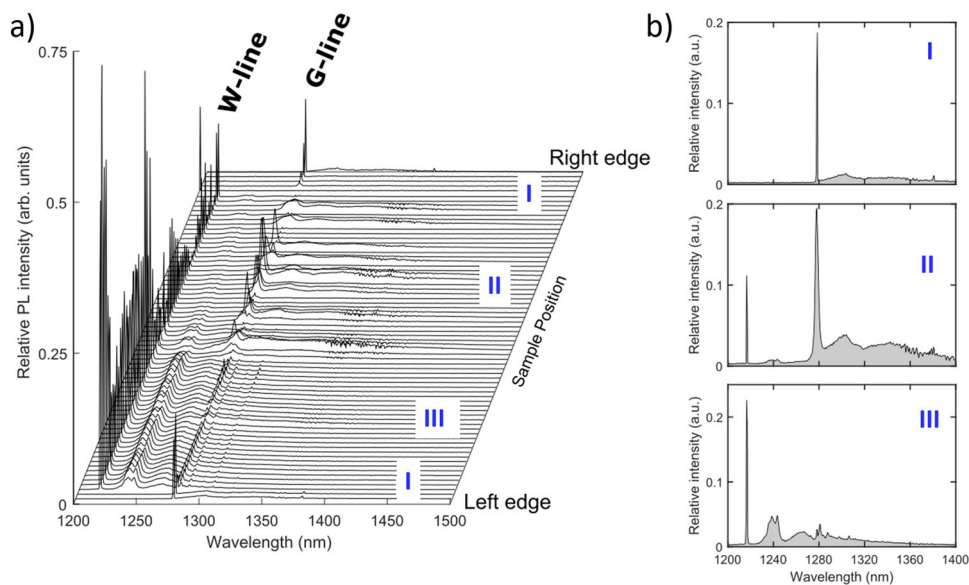 a)
0.75
0.5
0.25
0
Relative PL intensity (arb. units)
W-line
G-line
Right edge
I
II
III
I
Left edge
Sample Position
1200
1250
1300
1350
1400
1450
1500
Wavelength (nm)
b)
0.2
0.1
0
Relative intensity (a.u.)
I
0.2
0.1
0
Relative intensity (a.u.)
II
0.2
0.1
0
Relative intensity (a.u.)
III
1200
1240
1280
1320
1360
1400
Wavelength (nm)